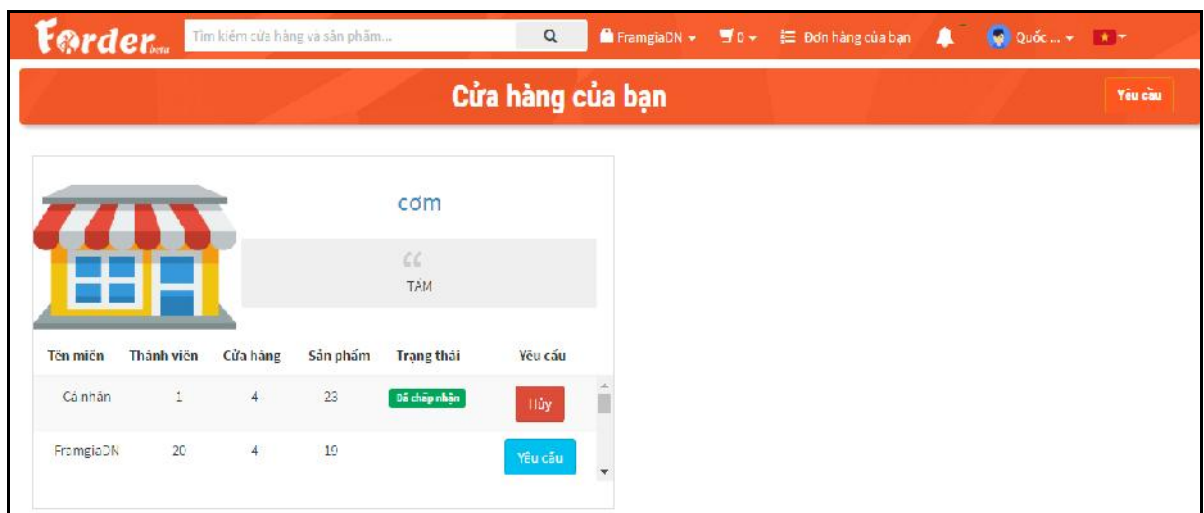 Forder beta Tìm kiếm cửa hàng và sản phẩm... FramgiaDN 0 Đơn hàng của bạn Quốc ...
Cửa hàng của bạn Yêu cầu
cơm
“
TÁM
Tên miền Thành viên Cửa hàng Sản phẩm Trạng thái Yêu cầu
Cá nhân 1 4 23 Đã chấp nhận Hủy
FramgiaDN 20 4 19 Yêu cầu